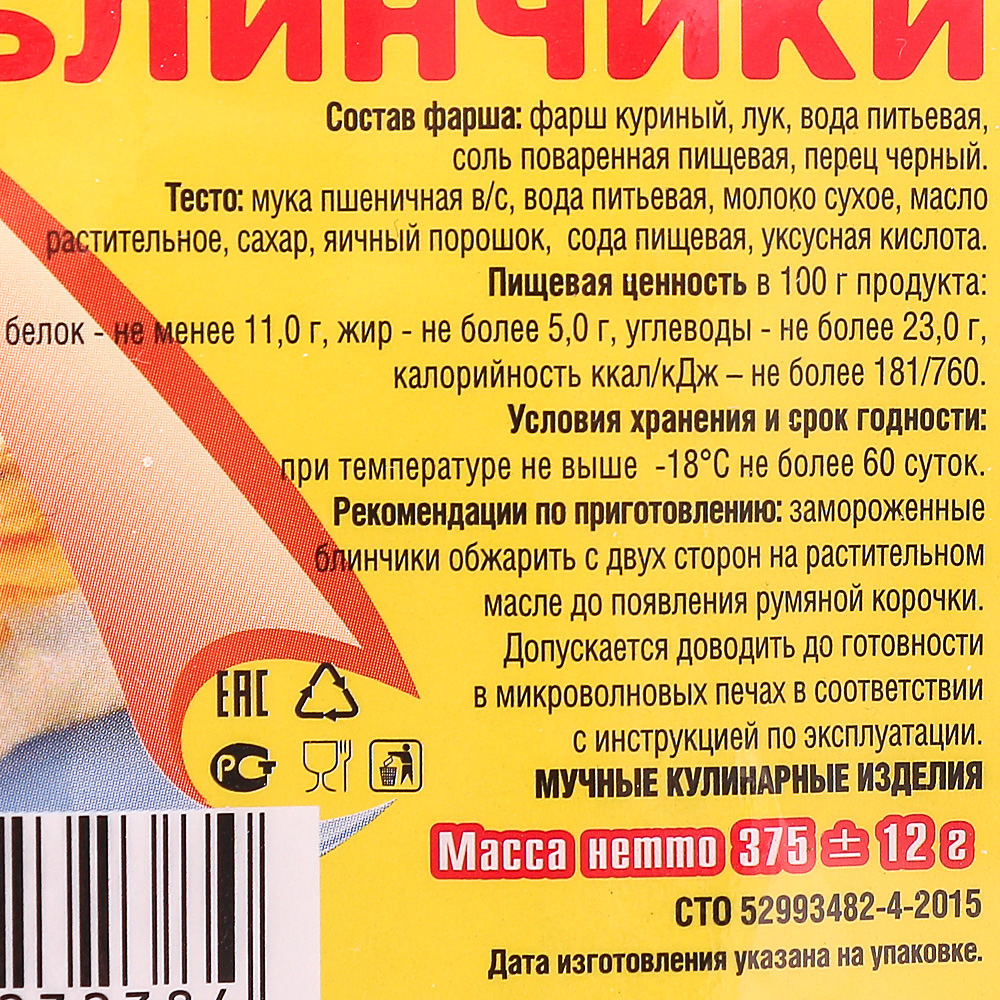 БЛИНЧИКИ
Состав фарша: фарш куриный, лук, вода питьевая,
соль поваренная пищевая, перец черный.
Тесто: мука пшеничная в/с, вода питьевая, молоко сухое, масло
растительное, сахар, яичный порошок, сода пищевая, уксусная кислота.
Пищевая ценность в 100 г продукта:
белок - не менее 11,0 г, жир - не более 5,0 г, углеводы - не более 23,0 г,
калорийность ккал/кДж – не более 181/760.
Условия хранения и срок годности:
при температуре не выше -18°С не более 60 суток.
Рекомендации по приготовлению: замороженные
блинчики обжарить с двух сторон на растительном
масле до появления румяной корочки.
Допускается доводить до готовности
в микроволновых печах в соответствии
с инструкцией по эксплуатации.
ЕАС
РСТ
МУЧНЫЕ КУЛИНАРНЫЕ ИЗДЕЛИЯ
Масса нетто 375 ± 12 г
СТО 52993482-4-2015
Дата изготовления указана на упаковке.